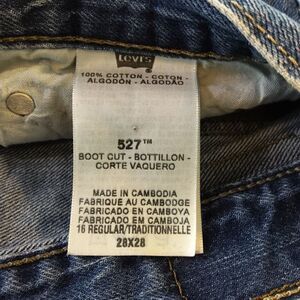 Levi's
100% COTTON - COTON -
ALGODÓN - ALGODÃO
527™
BOOT CUT - BOTTILLON -
CORTE VAQUERO
MADE IN CAMBODIA
FABRIQUE AU CAMBODGE
FABRICADO EN CAMBOYA
FABRICADO EM CAMBOJA
16 REGULAR/TRADITIONNELLE
28X28